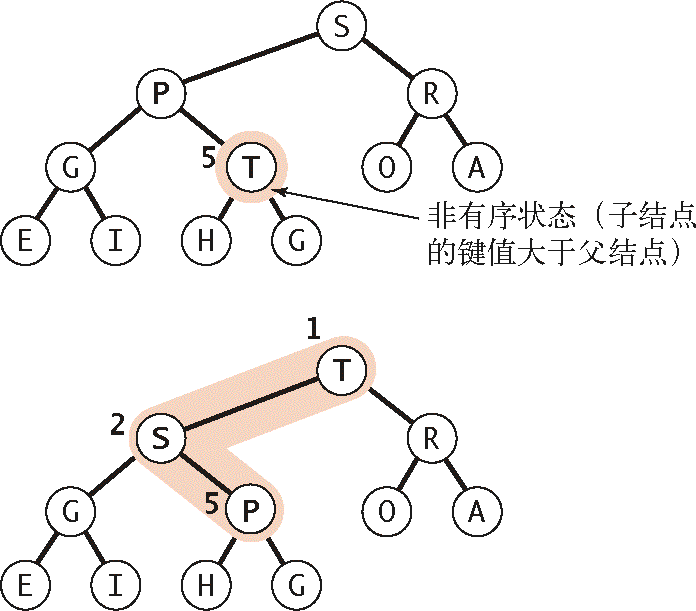 S
P R
G 5 T O A
E I H G
非有序状态（子结点
的键值大于父结点）
1 T
2 S R
G 5 P O A
E I H G